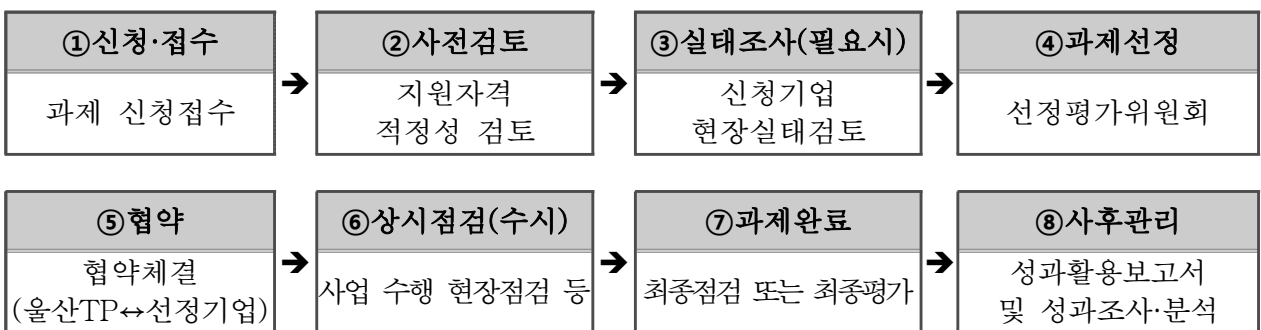 ①신청·접수
과제 신청접수
➔
②사전검토
지원자격
적정성 검토
➔
③실태조사(필요시)
신청기업
현장실태검토
➔
④과제선정
선정평가위원회
⑤협약
협약체결
(울산TP↔선정기업)
➔
⑥상시점검(수시)
사업 수행 현장점검 등
➔
⑦과제완료
최종점검 또는 최종평가
➔
⑧사후관리
성과활용보고서
및 성과조사·분석